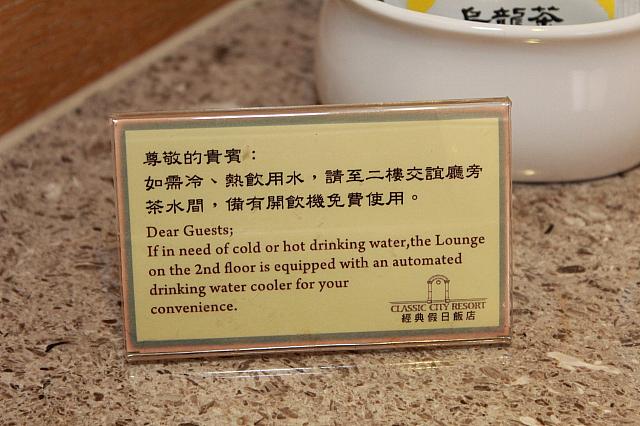 烏龍茶
尊敬的貴賓：
如需冷、熱飲用水，請至二樓交誼廳旁
茶水間，備有開飲機免費使用。
Dear Guests;
If in need of cold or hot drinking water,the Lounge
on the 2nd floor is equipped with an automated
drinking water cooler for your
convenience.
CLASSIC CITY RESORT
經典假日飯店